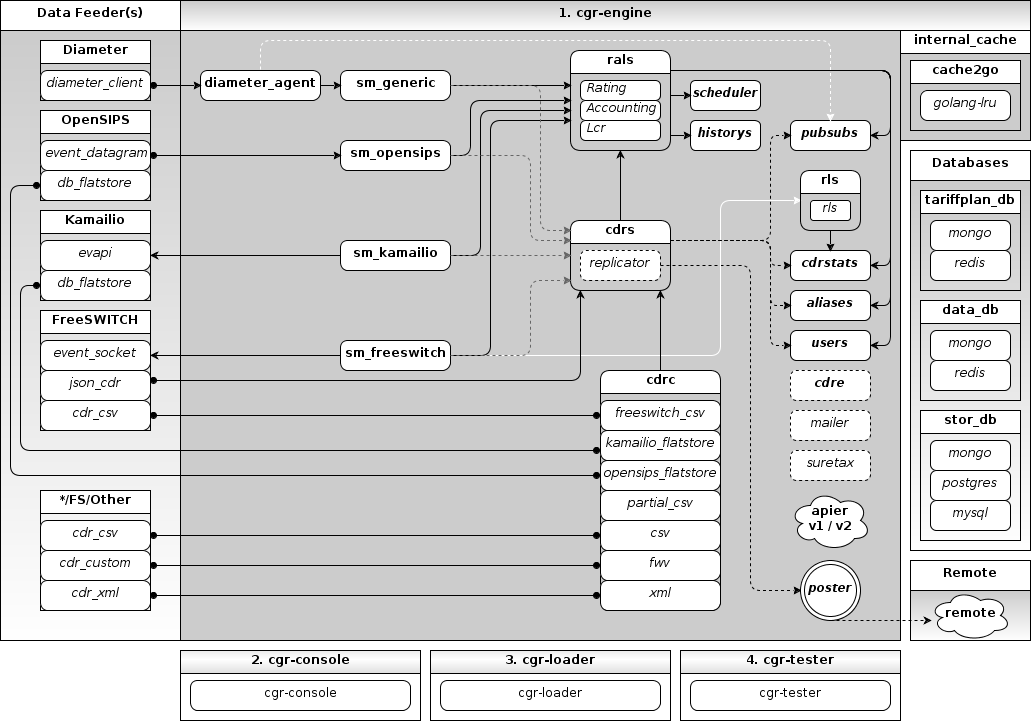 Data Feeder(s)
1. cgr-engine
Diameter
diameter_client
OpenSIPS
event_datagram
db_flatstore
Kamailio
evapi
db_flatstore
FreeSWITCH
event_socket
json_cdr
cdr_csv
*/FS/Other
cdr_csv
cdr_custom
cdr_xml
diameter_agent
sm_generic
sm_opsips
sm_kamailio
sm_freeswitch
rals
Rating
Accounting
Lcr
cdrs
replicator
cdrc
freeswitch_csv
kamailio_flatstore
opensips_flatstore
partial_csv
csv
fwv
xml
scheduler
historys
pubsubs
rls
rls
cdrstats
aliases
users
cdre
mailer
suretax
apier
v1 / v2
poster
internal_cache
cache2go
golang-lru
Databases
tariffplan_db
mongo
redis
data_db
mongo
redis
stor_db
mongo
postgres
mysql
Remote
remote
2. cgr-console
cgr-console
3. cgr-loader
cgr-loader
4. cgr-tester
cgr-tester